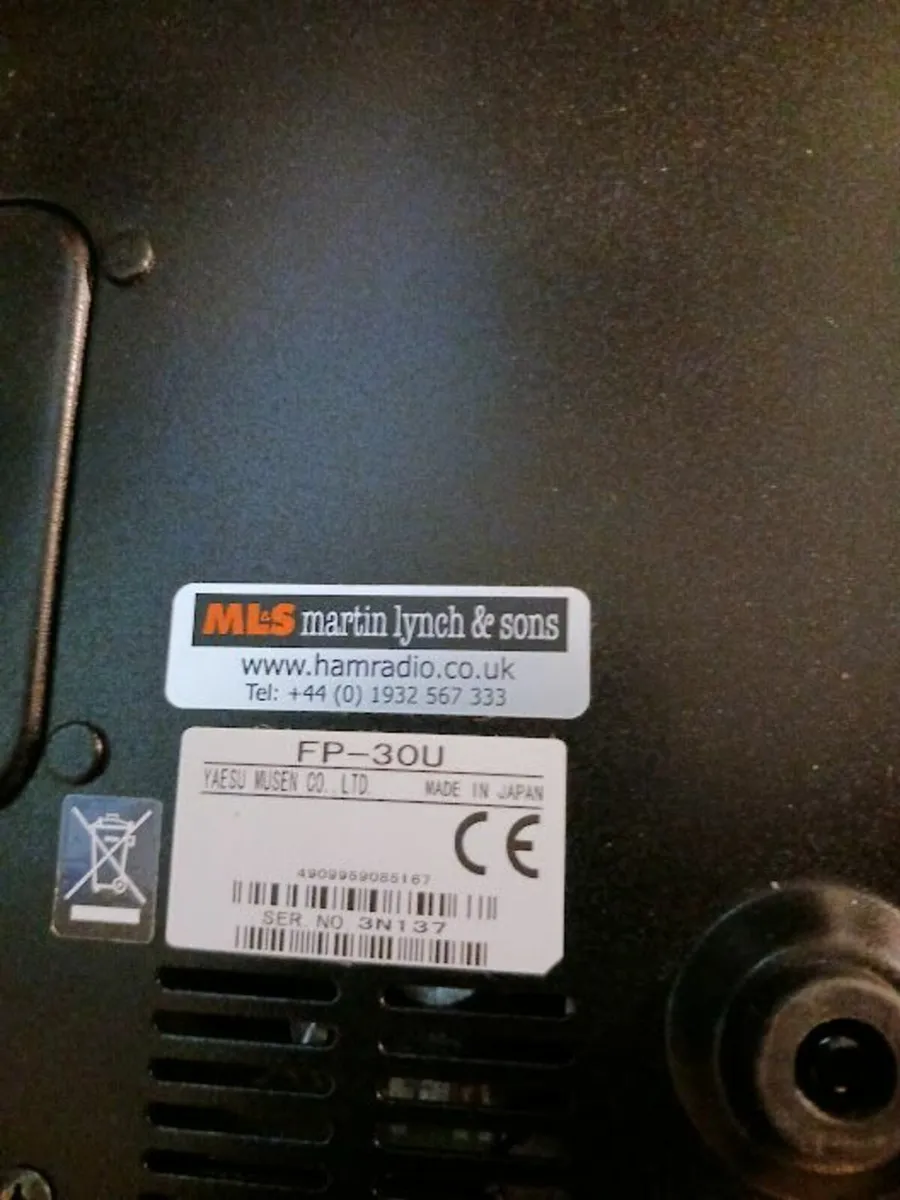 ML&S martin lynch & sons
www.hamradio.co.uk
Tel: +44 (0) 1932 567 333
FP-30U
YAESU MUSEN CO.,LTD. MADE IN JAPAN
CE
4909959085167
SER. NO 3N137